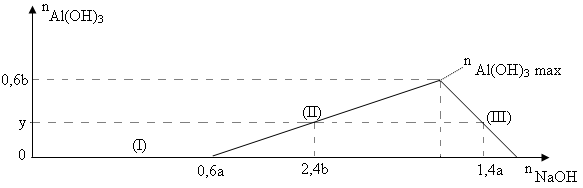 n Al(OH)3
n Al(OH)3 max
0,6b
(II)
(III)
y
(I)
0
0,6a
2,4b
1,4a
n NaOH